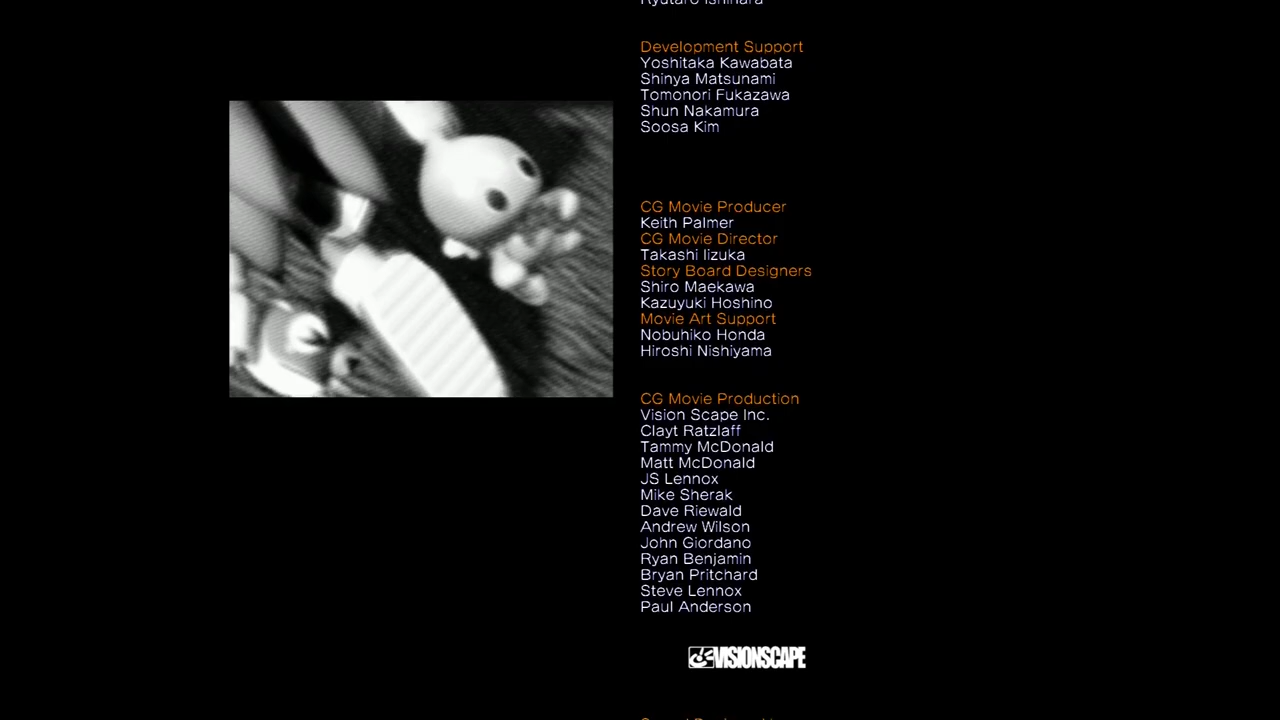 Ryutaro Ishihara
Development Support
Yoshitaka Kawabata
Shinya Matsunami
Tomonori Fukazawa
Shun Nakamura
Soosa Kim
CG Movie Producer
Keith Palmer
CG Movie Director
Takashi Iizuka
Story Board Designers
Shiro Maekawa
Kazuyuki Hoshino
Movie Art Support
Nobuhiko Honda
Hiroshi Nishiyama
CG Movie Production
Vision Scape Inc.
Clayt Ratzlaff
Tammy McDonald
Matt McDonald
JS Lennox
Mike Sherak
Dave Riewald
Andrew Wilson
John Giordano
Ryan Benjamin
Bryan Pritchard
Steve Lennox
Paul Anderson
VISIONSCAPE